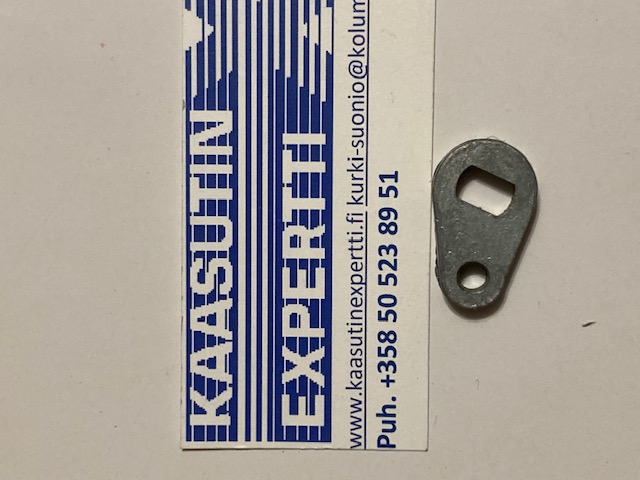 KAASUTIN
EXPERTTI
www.kaasutinexpertti.fi kurki-suonio@kolum
Puh. +358 50 523 89 51